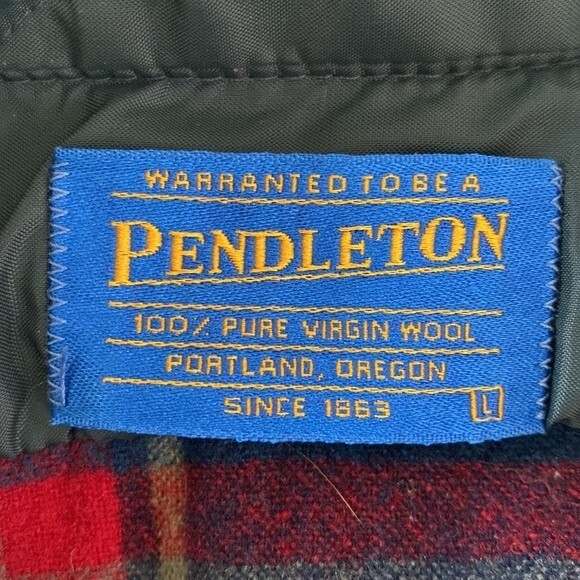 WARRANTED TO BE A
PENDLETON
100% PURE VIRGIN WOOL
PORTLAND, OREGON
SINCE 1863 L